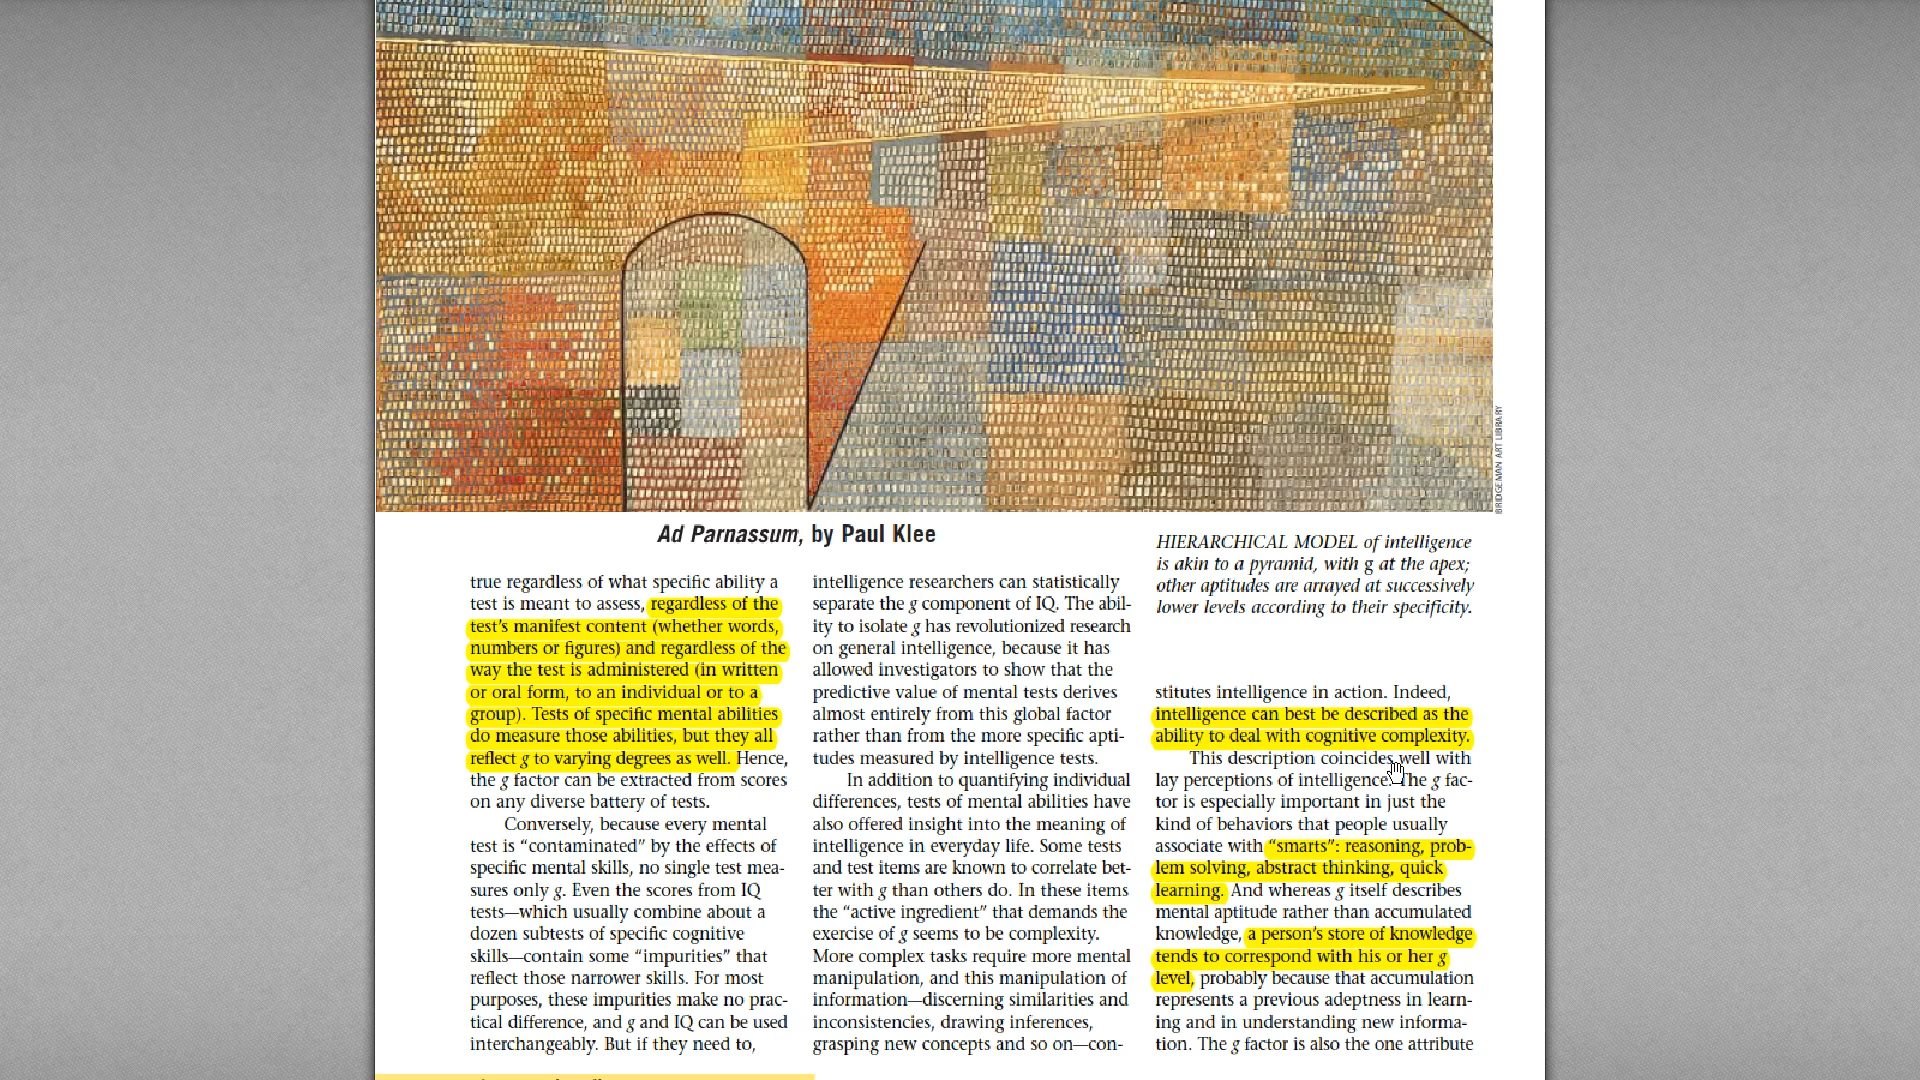 BRIDGEMAN ART LIBRARY
Ad Parnassum, by Paul Klee
HIERARCHICAL MODEL of intelligence
is akin to a pyramid, with g at the apex;
other aptitudes are arrayed at successively
lower levels according to their specificity.
true regardless of what specific ability a
test is meant to assess, regardless of the
test's manifest content (whether words,
numbers or figures) and regardless of the
way the test is administered (in written
or oral form, to an individual or to a
group). Tests of specific mental abilities
do measure those abilities, but they all
reflect g to varying degrees as well. Hence,
the g factor can be extracted from scores
on any diverse battery of tests.
Conversely, because every mental
test is “contaminated” by the effects of
specific mental skills, no single test mea-
sures only g. Even the scores from IQ
tests—which usually combine about a
dozen subtests of specific cognitive
skills—contain some “impurities” that
reflect those narrower skills. For most
purposes, these impurities make no prac-
tical difference, and g and IQ can be used
interchangeably. But if they need to,
intelligence researchers can statistically
separate the g component of IQ. The abil-
ity to isolate g has revolutionized research
on general intelligence, because it has
allowed investigators to show that the
predictive value of mental tests derives
almost entirely from this global factor
rather than from the more specific apti-
tudes measured by intelligence tests.
In addition to quantifying individual
differences, tests of mental abilities have
also offered insight into the meaning of
intelligence in everyday life. Some tests
and test items are known to correlate bet-
ter with g than others do. In these items
the “active ingredient” that demands the
exercise of g seems to be complexity.
More complex tasks require more mental
manipulation, and this manipulation of
information—discerning similarities and
inconsistencies, drawing inferences,
grasping new concepts and so on—con-
stitutes intelligence in action. Indeed,
intelligence can best be described as the
ability to deal with cognitive complexity.
This description coincides well with
lay perceptions of intelligence. The g fac-
tor is especially important in just the
kind of behaviors that people usually
associate with “smarts”: reasoning, prob-
lem solving, abstract thinking, quick
learning. And whereas g itself describes
mental aptitude rather than accumulated
knowledge, a person's store of knowledge
tends to correspond with his or her g
level, probably because that accumulation
represents a previous adeptness in learn-
ing and in understanding new informa-
tion. The g factor is also the one attribute